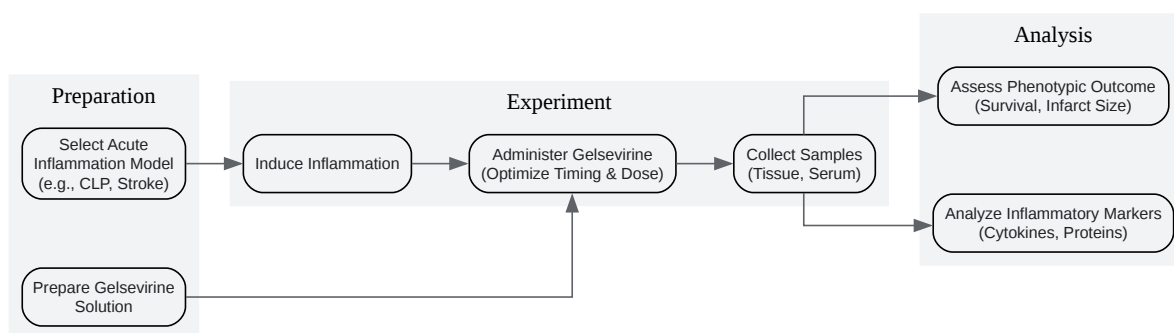 Preparation
Select Acute
Inflammation Model
(e.g., CLP, Stroke)
Prepare Gelsevirine
Solution
Experiment
Induce Inflammation
Administer Gelsevirine
(Optimize Timing & Dose)
Collect Samples
(Tissue, Serum)
Analysis
Assess Phenotypic Outcome
(Survival, Infarct Size)
Analyze Inflammatory Markers
(Cytokines, Proteins)